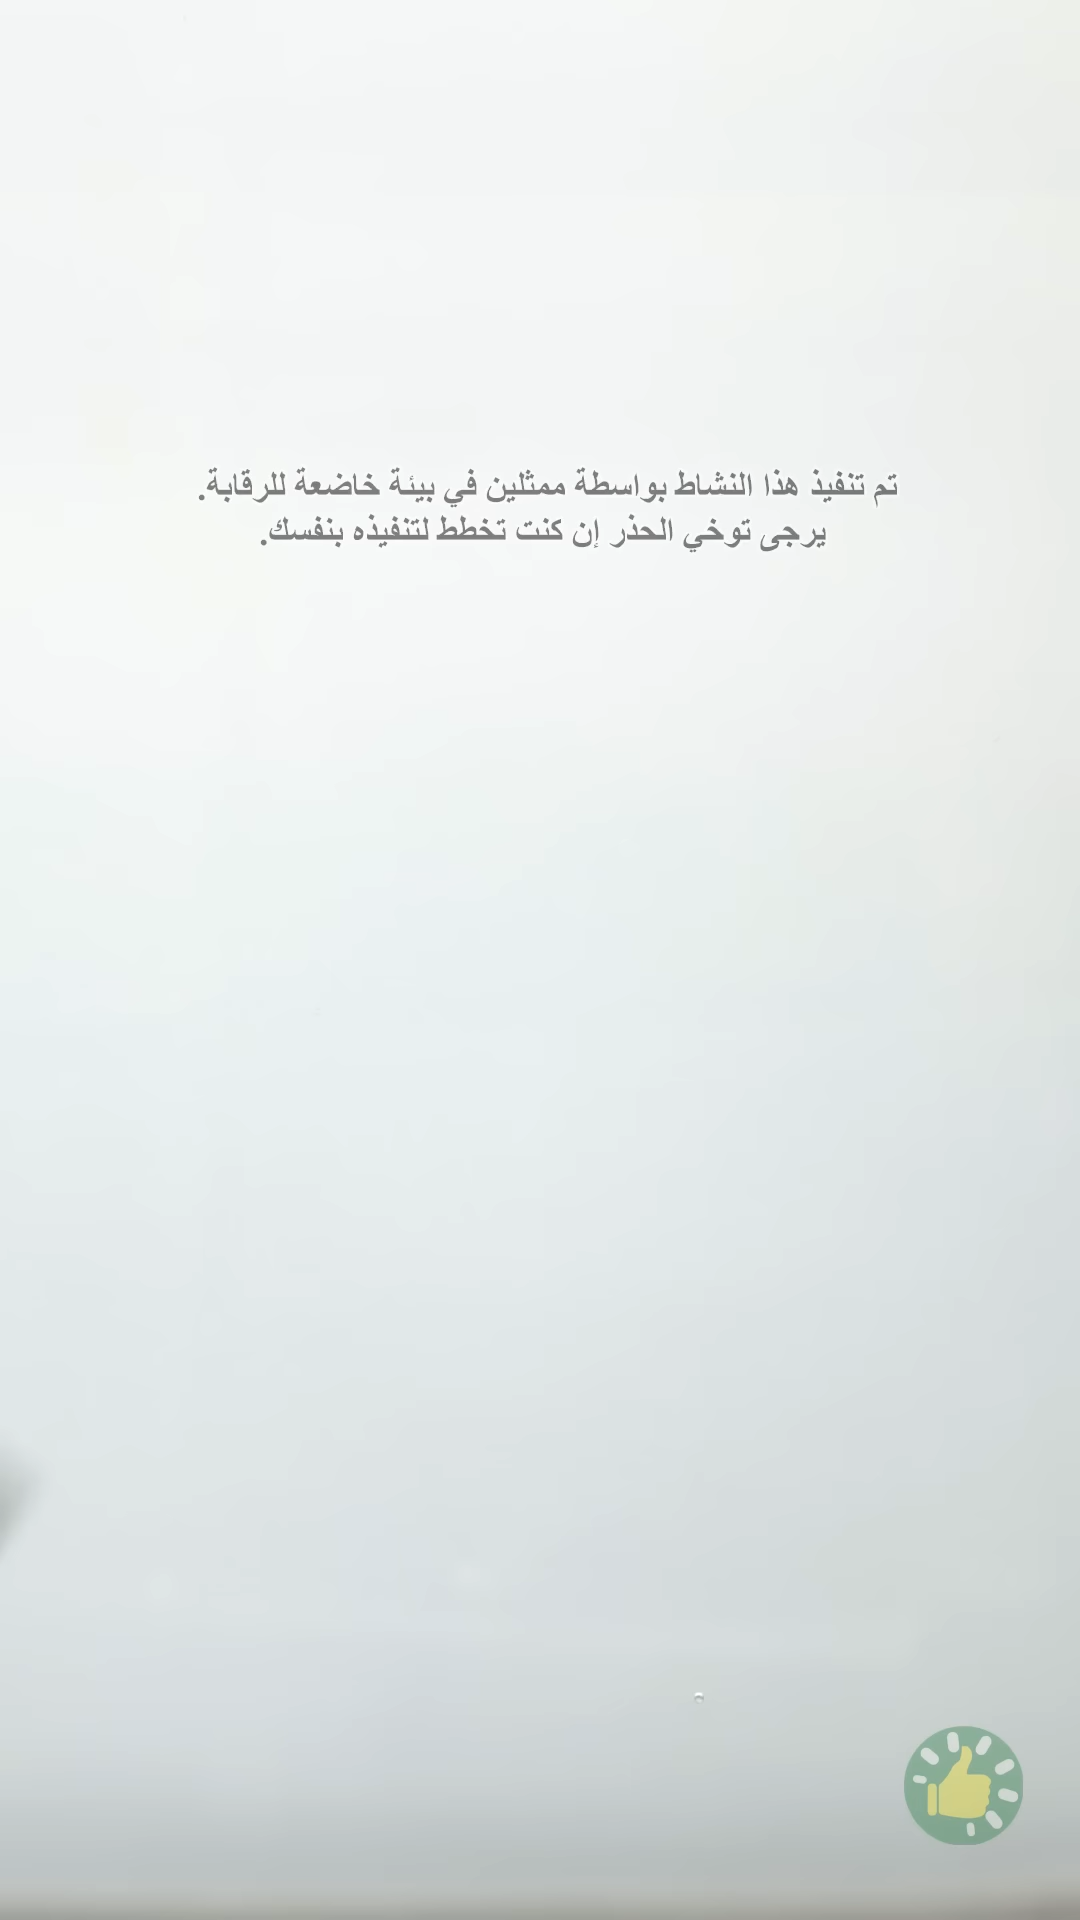 تم تنفيذ هذا النشاط بواسطة ممثلين في بيئة خاضعة للرقابة.
يرجى توخي الحذر إن كنت تخطط لتنفيذه بنفسك.